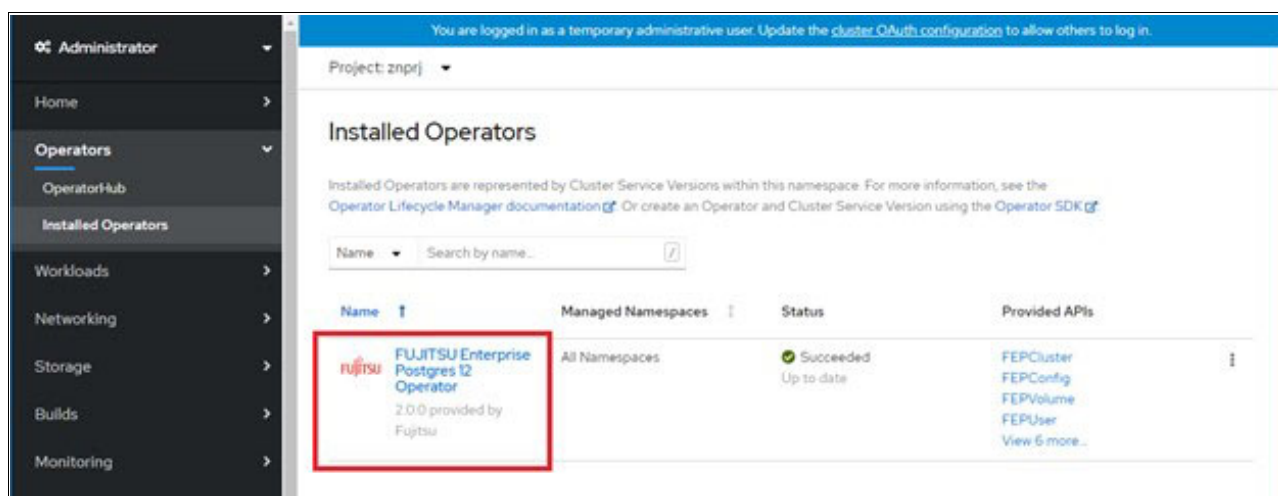 You are logged in as a temporary administrative user. Update the cluster OAuth configuration to allow others to log in.
Administrator
Project: znprj
Home
Operators
OperatorHub
Installed Operators
Workloads
Networking
Storage
Builds
Monitoring
Installed Operators
Installed Operators are represented by Cluster Service Versions within this namespace. For more information, see the
Operator Lifecycle Manager documentation. Or create an Operator and Cluster Service Version using the Operator SDK.
Name Search by name... /
Name Managed Namespaces Status Provided APIs
FUJITSU
FUJITSU Enterprise
Postgres 12
Operator
2.0.0 provided by
Fujitsu
All Namespaces
Succeeded
Up to date
FEPCluster
FEPConfig
FEPVolume
FEPUser
View 6 more...